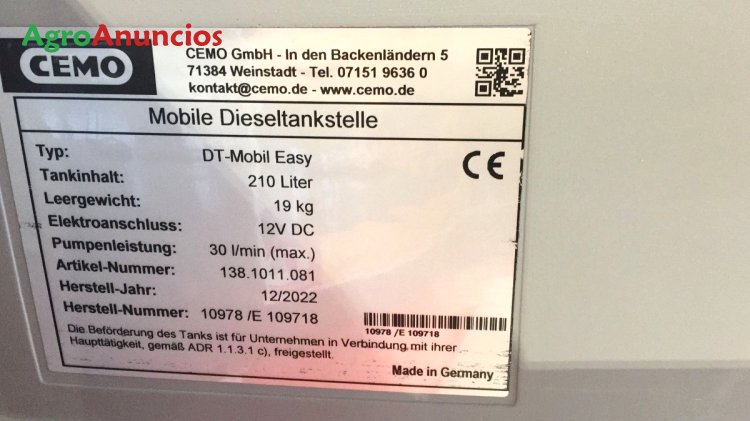 AgroAnuncios
CEMO
CEMO GmbH - In den Backenländern 5
71384 Weinstadt - Tel. 07151 9636 0
kontakt@cemo.de - www.cemo.de
Mobile Dieseltankstelle
Typ: DT-Mobil Easy
CE
Tankinhalt: 210 Liter
Leergewicht: 19 kg
Elektroanschluss: 12V DC
Pumpenleistung: 30 l/min (max.)
Artikel-Nummer: 138.1011.081
Herstell-Jahr: 12/2022
Herstell-Nummer: 10978 /E 109718
10978 /E 109718
Die Beförderung des Tanks ist für Unternehmen in Verbindung mit ihrer
Haupttätigkeit, gemäß ADR 1.1.3.1 c), freigestellt.
Made in Germany